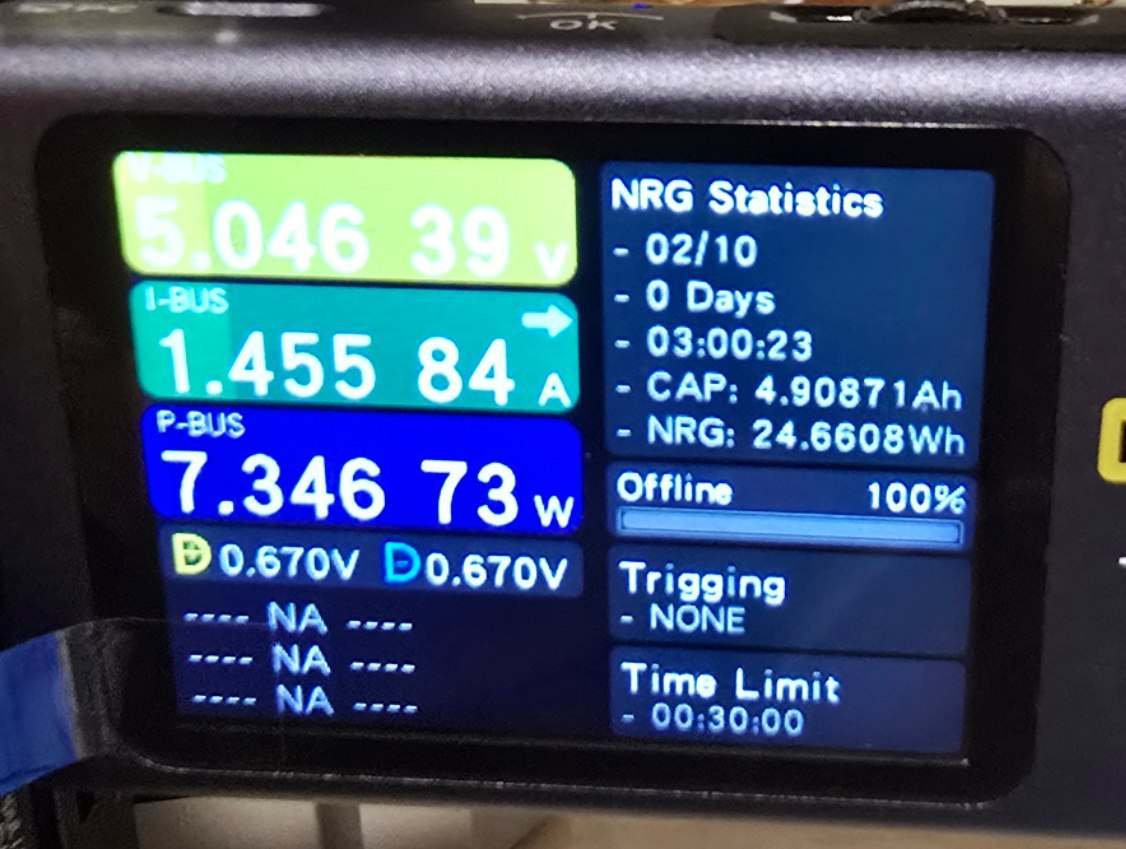 OK
V-BUS
5.046 39 V
I-BUS
1.455 84 A
P-BUS
7.346 73 W
D 0.670V D 0.670V
---- NA ----
---- NA ----
---- NA ----
NRG Statistics
- 02/10
- 0 Days
- 03:00:23
- CAP: 4.90871Ah
- NRG: 24.6608Wh
Offline 100%
Trigging
- NONE
Time Limit
- 00:30:00